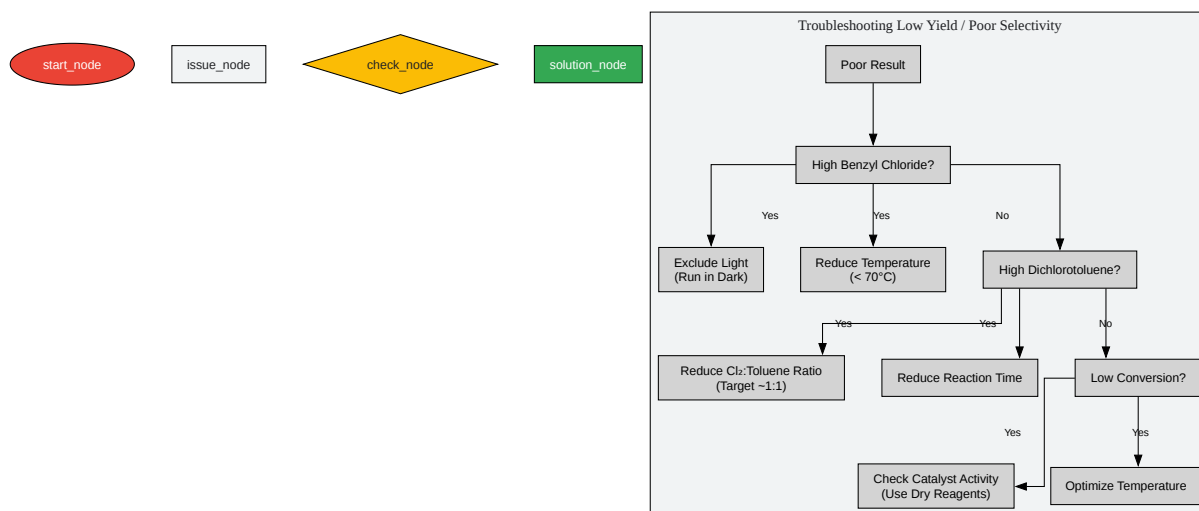 start_node
issue_node
check_node
solution_node
Troubleshooting Low Yield / Poor Selectivity
Poor Result
High Benzyl Chloride?
Yes
Yes
No
Exclude Light
(Run in Dark)
Reduce Temperature
(< 70°C)
High Dichlorotoluene?
Yes
Yes
No
Reduce Cl₂:Toluene Ratio
(Target ~1:1)
Reduce Reaction Time
Low Conversion?
Yes
Yes
Check Catalyst Activity
(Use Dry Reagents)
Optimize Temperature